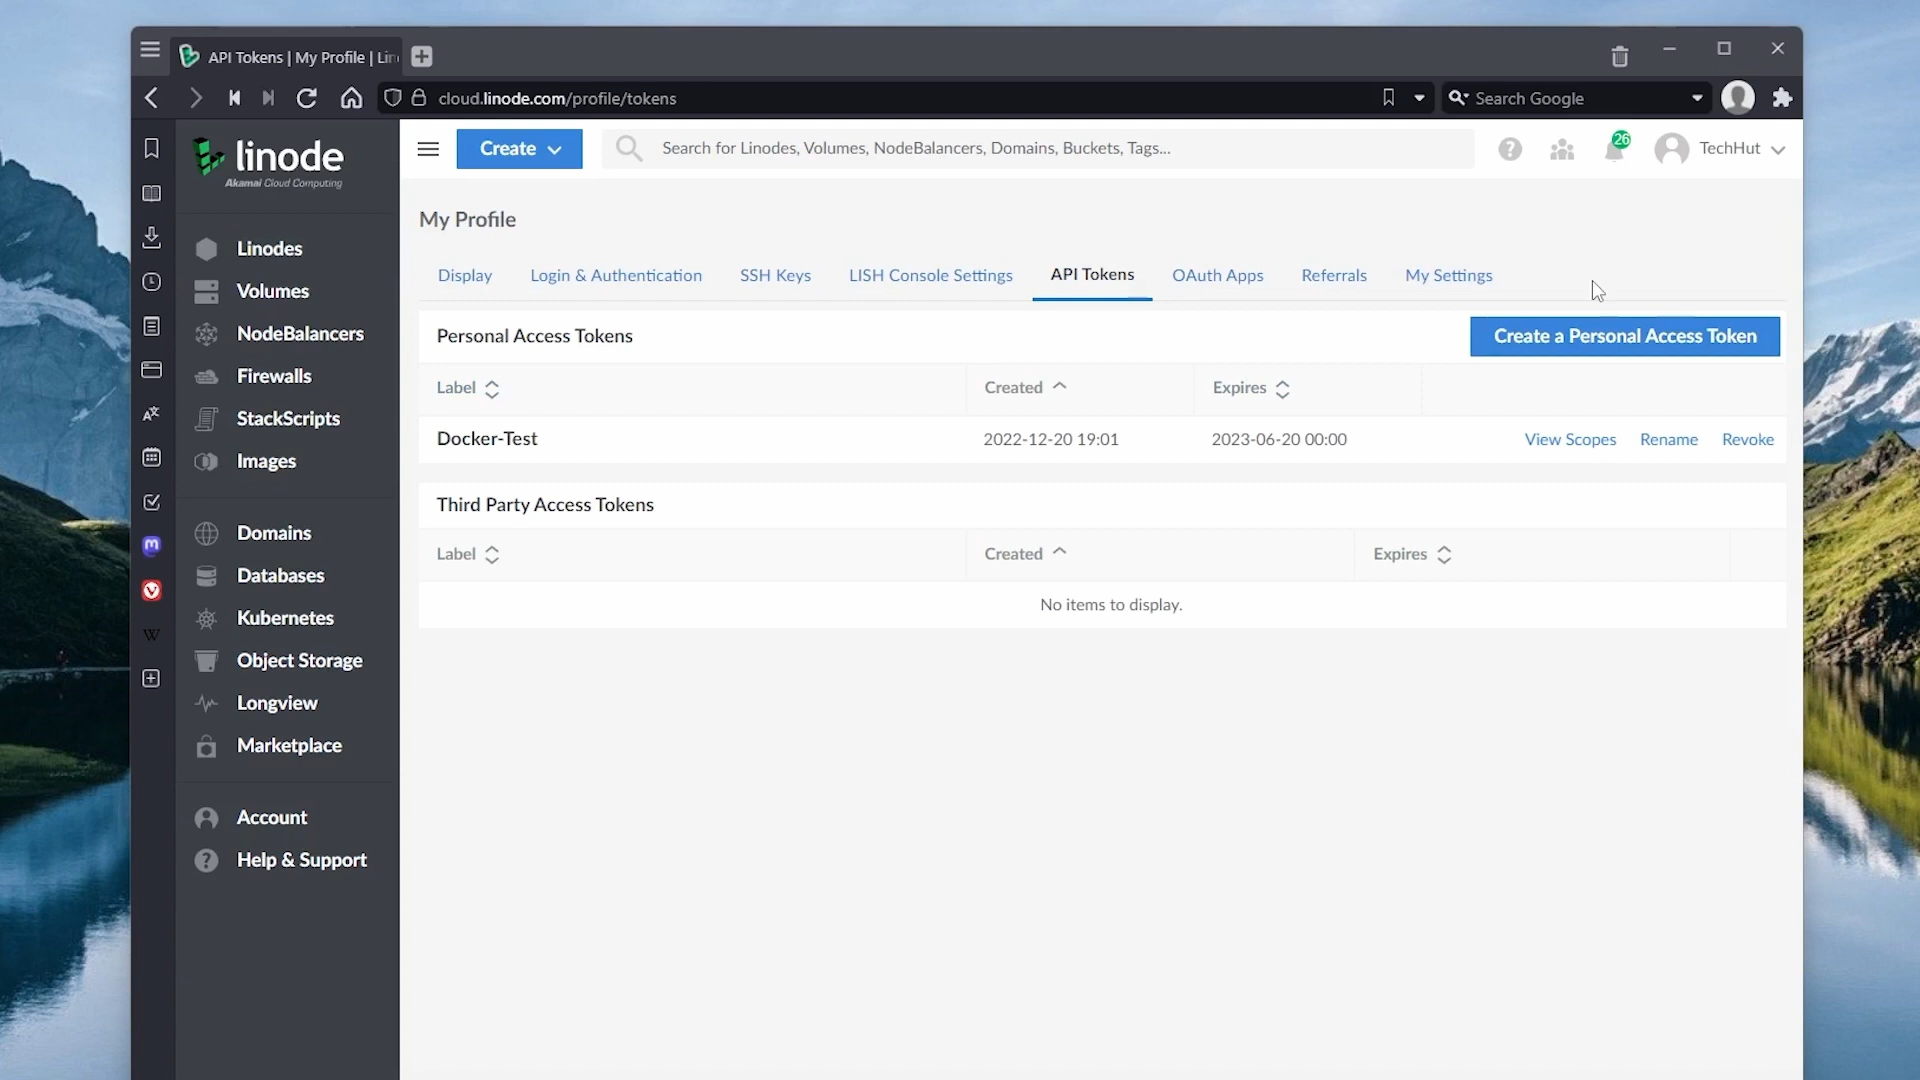 API Tokens | My Profile | Lin
cloud.linode.com/profile/tokens
Search Google
linode
Akamai Cloud Computing
Create
Search for Linodes, Volumes, NodeBalancers, Domains, Buckets, Tags...
26
TechHut
Linodes
Volumes
NodeBalancers
Firewalls
StackScripts
Images
Domains
Databases
Kubernetes
Object Storage
Longview
Marketplace
Account
Help & Support
My Profile
Display
Login & Authentication
SSH Keys
LISH Console Settings
API Tokens
OAuth Apps
Referrals
My Settings
Personal Access Tokens
Create a Personal Access Token
Label
Created
Expires
Docker-Test
2022-12-20 19:01
2023-06-20 00:00
View Scopes
Rename
Revoke
Third Party Access Tokens
Label
Created
Expires
No items to display.